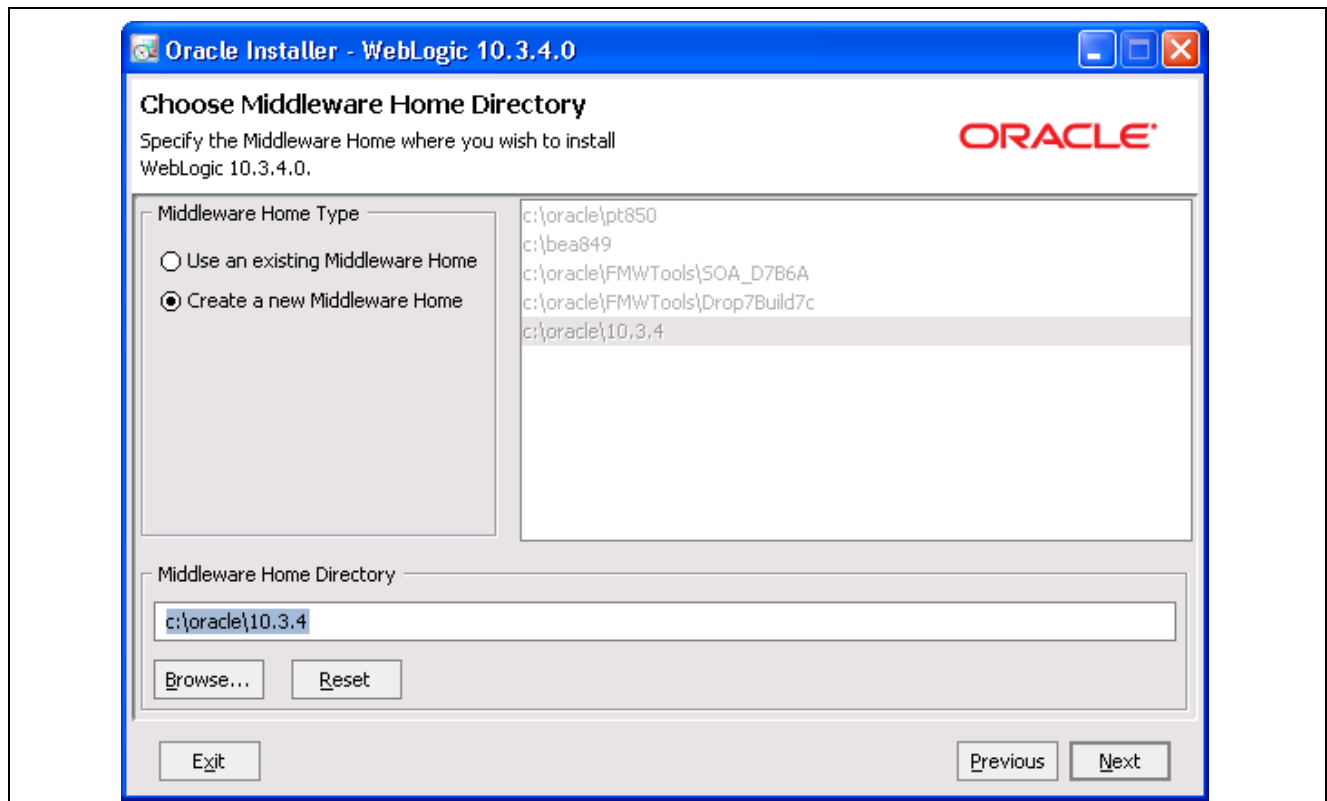 Oracle Installer - WebLogic 10.3.4.0
Choose Middleware Home Directory
Specify the Middleware Home where you wish to install
WebLogic 10.3.4.0.
ORACLE
Middleware Home Type
Use an existing Middleware Home
Create a new Middleware Home
c:\oracle\pt850
c:\bea849
c:\oracle\FMWTools\SOA_D7B6A
c:\oracle\FMWTools\Drop7Build7c
c:\oracle\10.3.4
Middleware Home Directory
c:\oracle\10.3.4
Browse...
Reset
Exit
Previous
Next